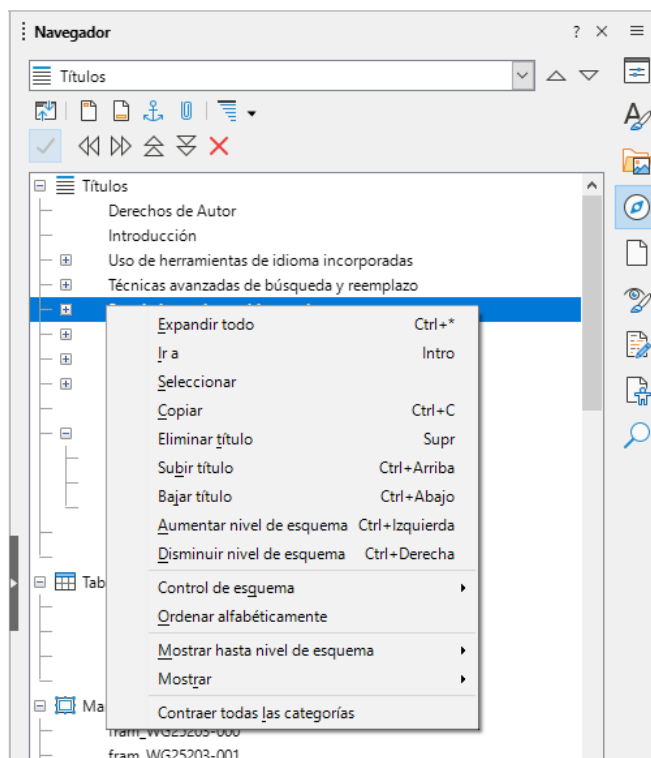 Navegador ?
Títulos
Títulos
Derechos de Autor
Introducción
Uso de herramientas de idioma incorporadas
Técnicas avanzadas de búsqueda y reemplazo
Expandir todo Ctrl+*
Ir a Intro
Seleccionar
Copiar Ctrl+C
Eliminar título Supr
Subir título Ctrl+Arriba
Bajar título Ctrl+Abajo
Aumentar nivel de esquema Ctrl+Izquierda
Disminuir nivel de esquema Ctrl+Derecha
Tab Control de esquema
Ordenar alfabéticamente
Mostrar hasta nivel de esquema
Mostrar
Ma Contraer todas las categorías
fram_WG25203-000
fram_WG25203-001